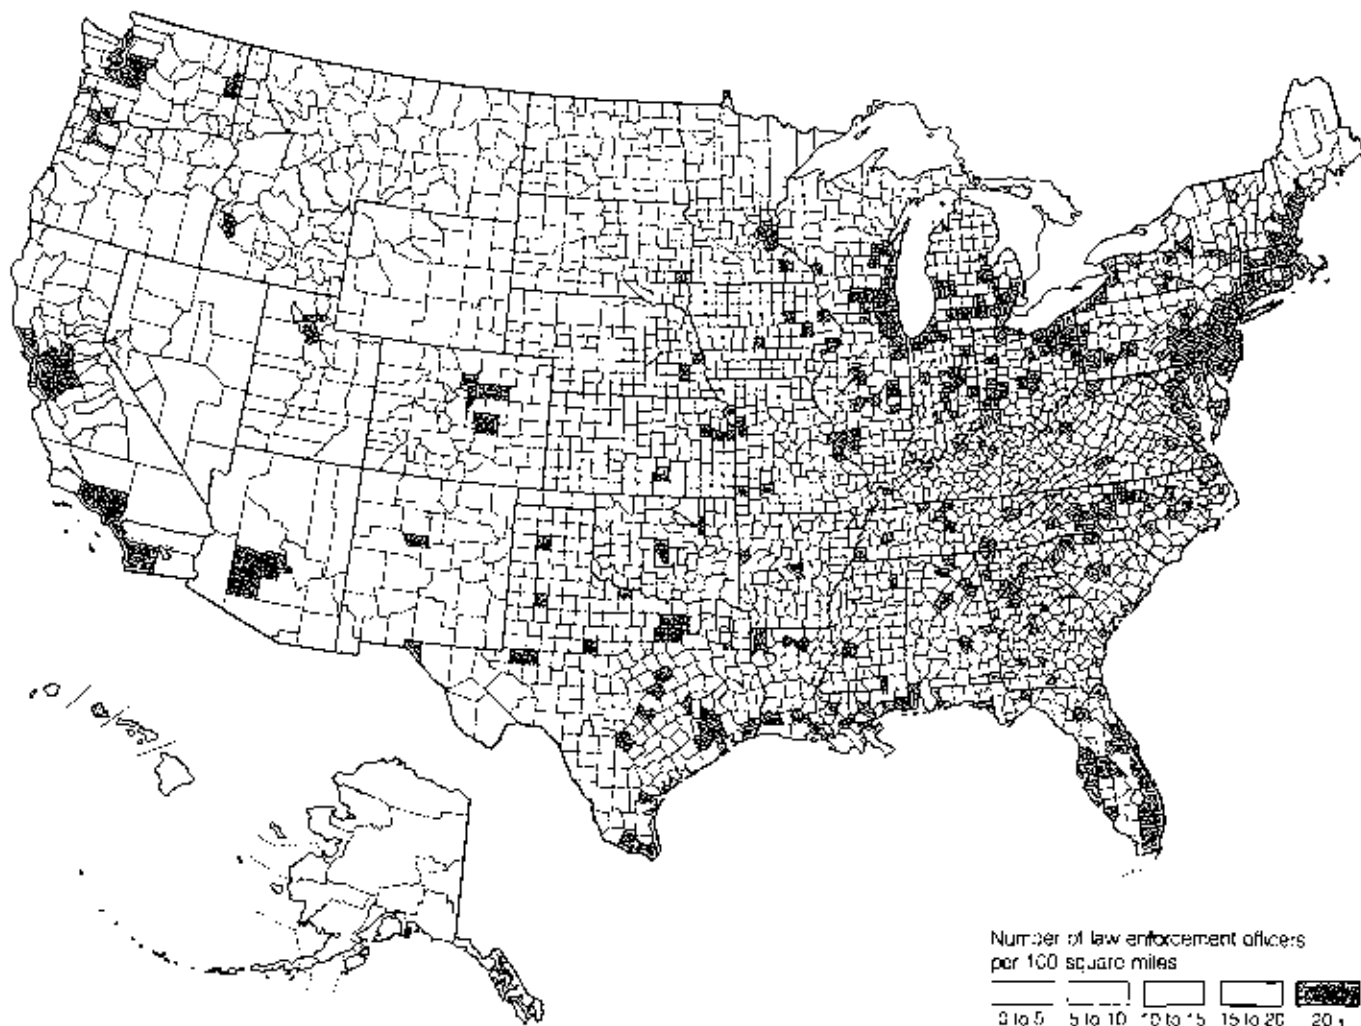 Number of law enforcement officers
per 100 square miles
0 to 5 5 to 10 10 to 15 15 to 20 20 +